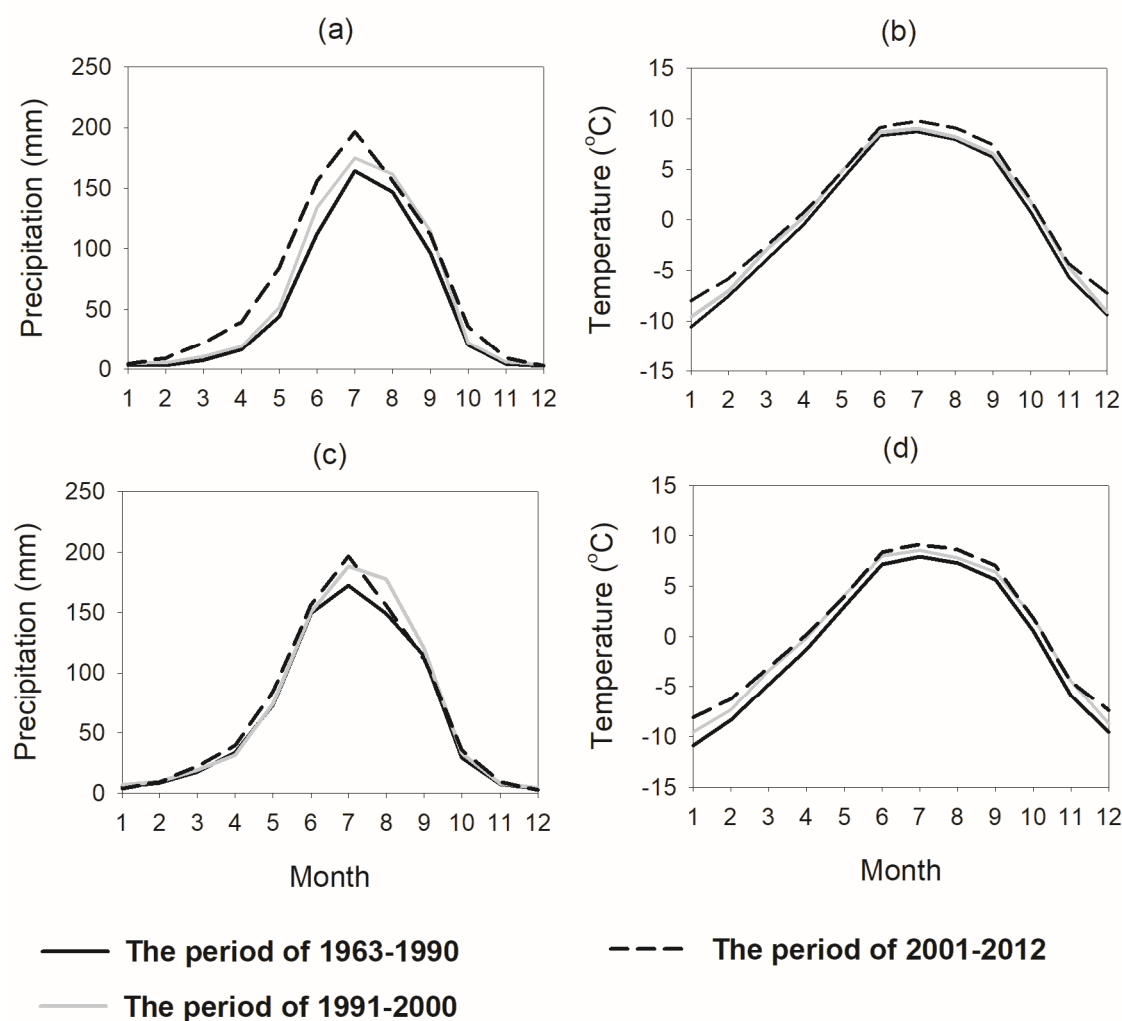 (a)
(b)
Precipitation (mm)
250
200
150
100
50
0
1 2 3 4 5 6 7 8 9 10 11 12
Temperature (°C)
15
10
5
0
-5
-10
-15
1 2 3 4 5 6 7 8 9 10 11 12
(c)
(d)
Precipitation (mm)
250
200
150
100
50
0
1 2 3 4 5 6 7 8 9 10 11 12
Month
Temperature (°C)
15
10
5
0
-5
-10
-15
1 2 3 4 5 6 7 8 9 10 11 12
Month
The period of 1963-1990
The period of 2001-2012
The period of 1991-2000